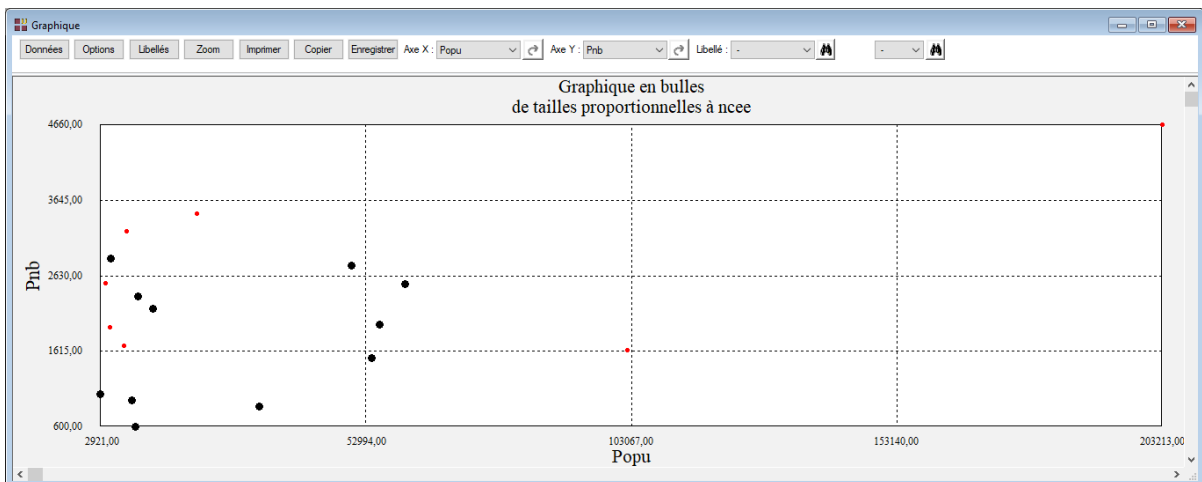 Graphique
Données Options Libellés Zoom Imprimer Copier Enregistrer Axe X : Popu Axe Y : Pnb Libellé : - -
Graphique en bulles
de tailles proportionnelles à ncee
4660,00
3645,00
2630,00
1615,00
600,00
Pnb
2921,00 52994,00 103067,00 153140,00 203213,00
Popu